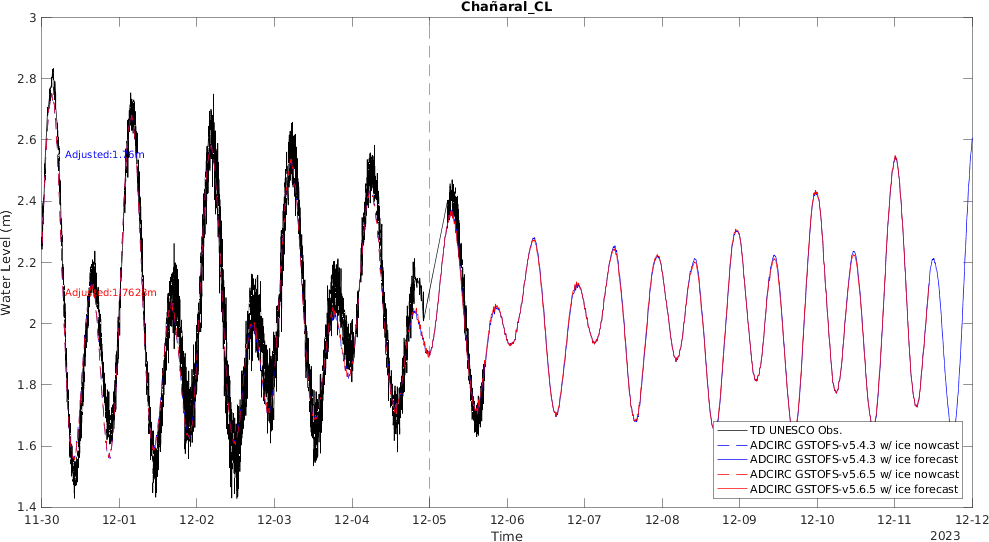 Chañaral_CL
3
2.8
2.6
2.4
2.2
2
1.8
1.6
1.4
Water Level (m)
Adjusted:1.76m
Adjusted:1.7628m
TD UNESCO Obs.
ADCIRC GSTOFS-v5.4.3 w/ ice nowcast
ADCIRC GSTOFS-v5.4.3 w/ ice forecast
ADCIRC GSTOFS-v5.6.5 w/ ice nowcast
ADCIRC GSTOFS-v5.6.5 w/ ice forecast
11-30 12-01 12-02 12-03 12-04 12-05 12-06 12-07 12-08 12-09 12-10 12-11 12-12
Time
2023